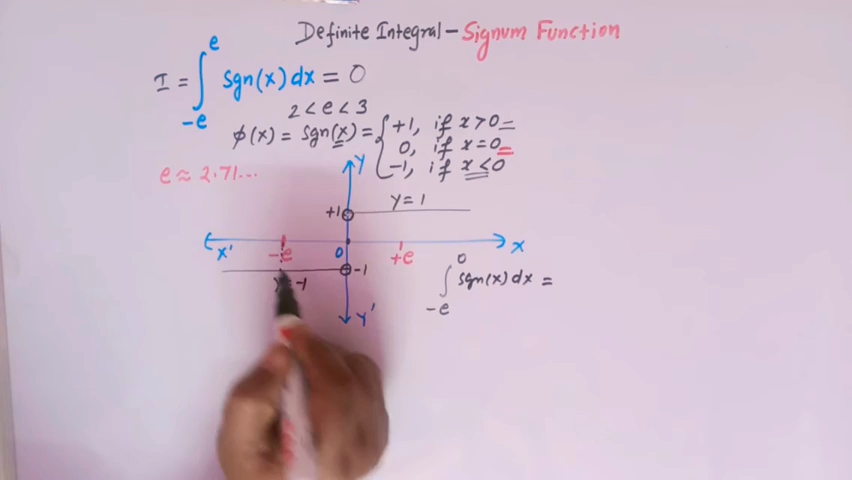 Definite Integral - Signum Function
I = ∫_{-e}^{e} sgn(x) dx = 0
2 < e < 3
φ(x) = sgn(x) = { +1, if x > 0
0, if x = 0
-1, if x < 0
e ≈ 2.71...
Y
+1
y = 1
X'
-e
0
+e
X
-1
y = -1
Y'
∫_{-e}^{0} sgn(x) dx =